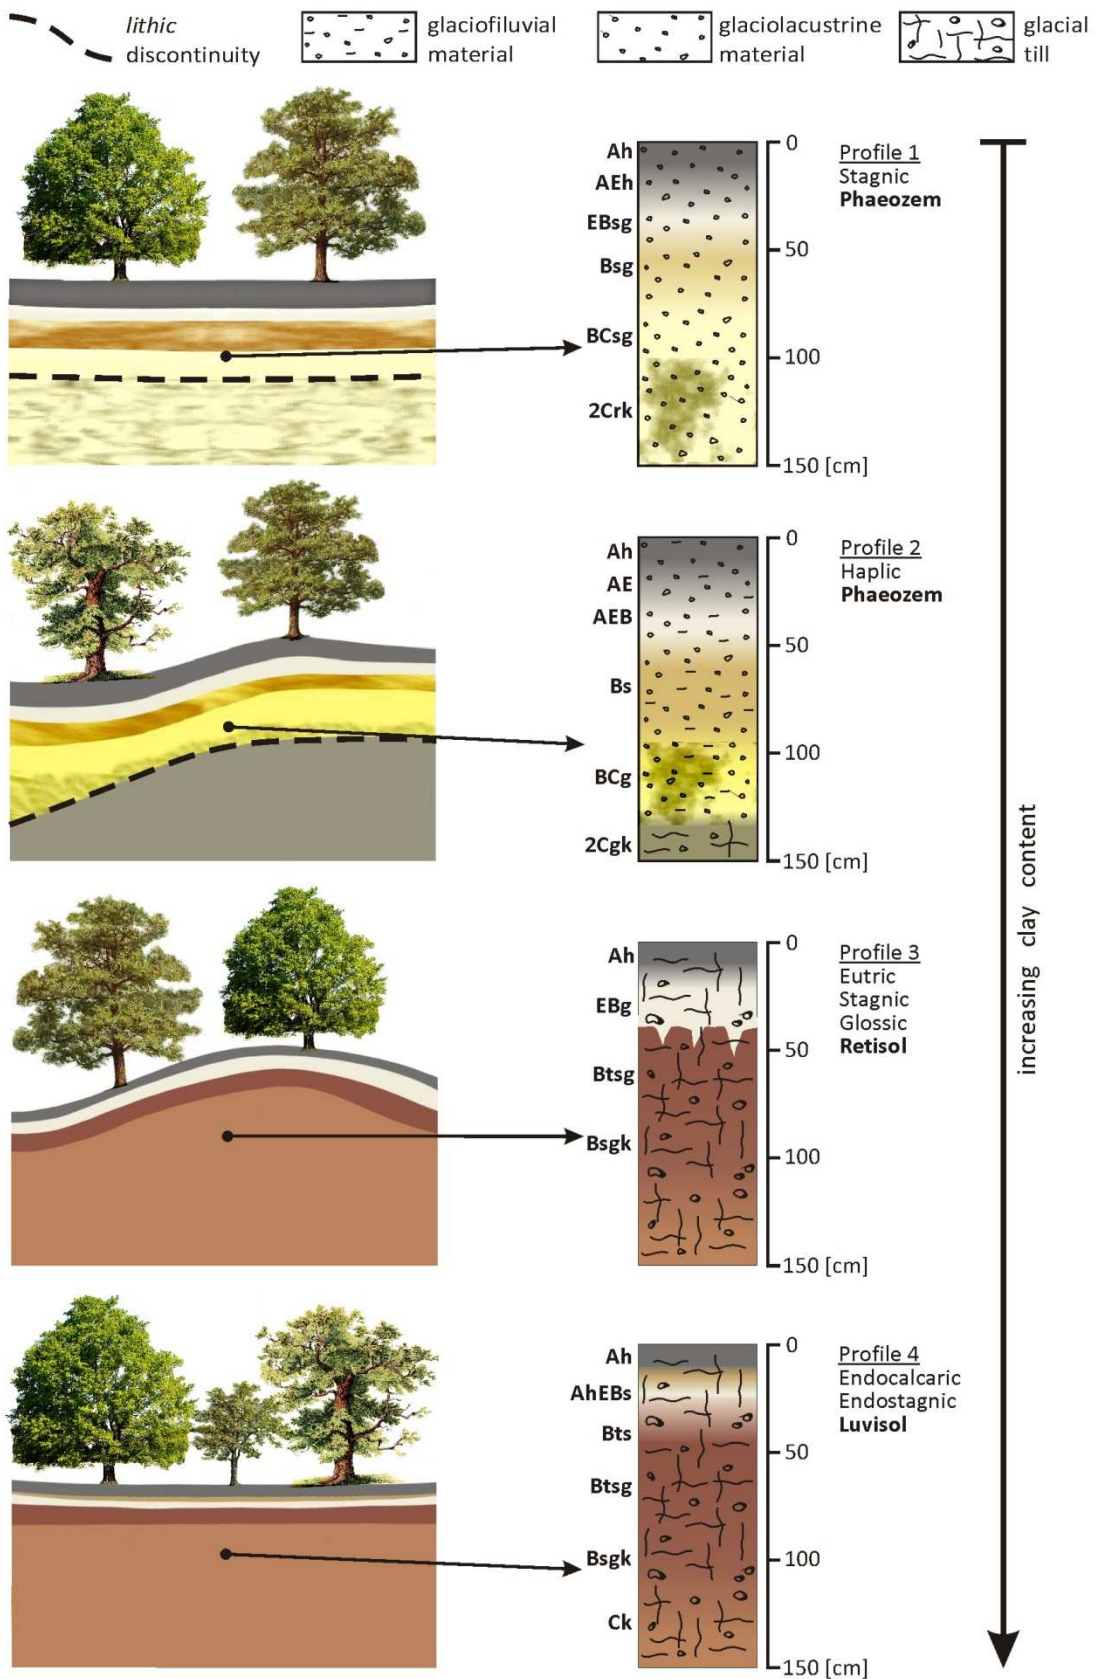 lithic
discontinuity
glaciofiluvial
material
glaciolacustrine
material
glacial
till
Ah
AEh
EBsg
Bsg
BCsg
2Crk
0
50
100
150 [cm]
Profile 1
Stagnic
Phaeozem
Ah
AE
AEB
Bs
BCg
2Cgk
0
50
100
150 [cm]
Profile 2
Haplic
Phaeozem
Ah
EBg
Btsg
Bsgk
0
50
100
150 [cm]
Profile 3
Eutric
Stagnic
Glossic
Retisol
Ah
AhEBs
Bts
Btsg
Bsgk
Ck
0
50
100
150 [cm]
Profile 4
Endocalcaric
Endostagnic
Luvisol
increasing clay content